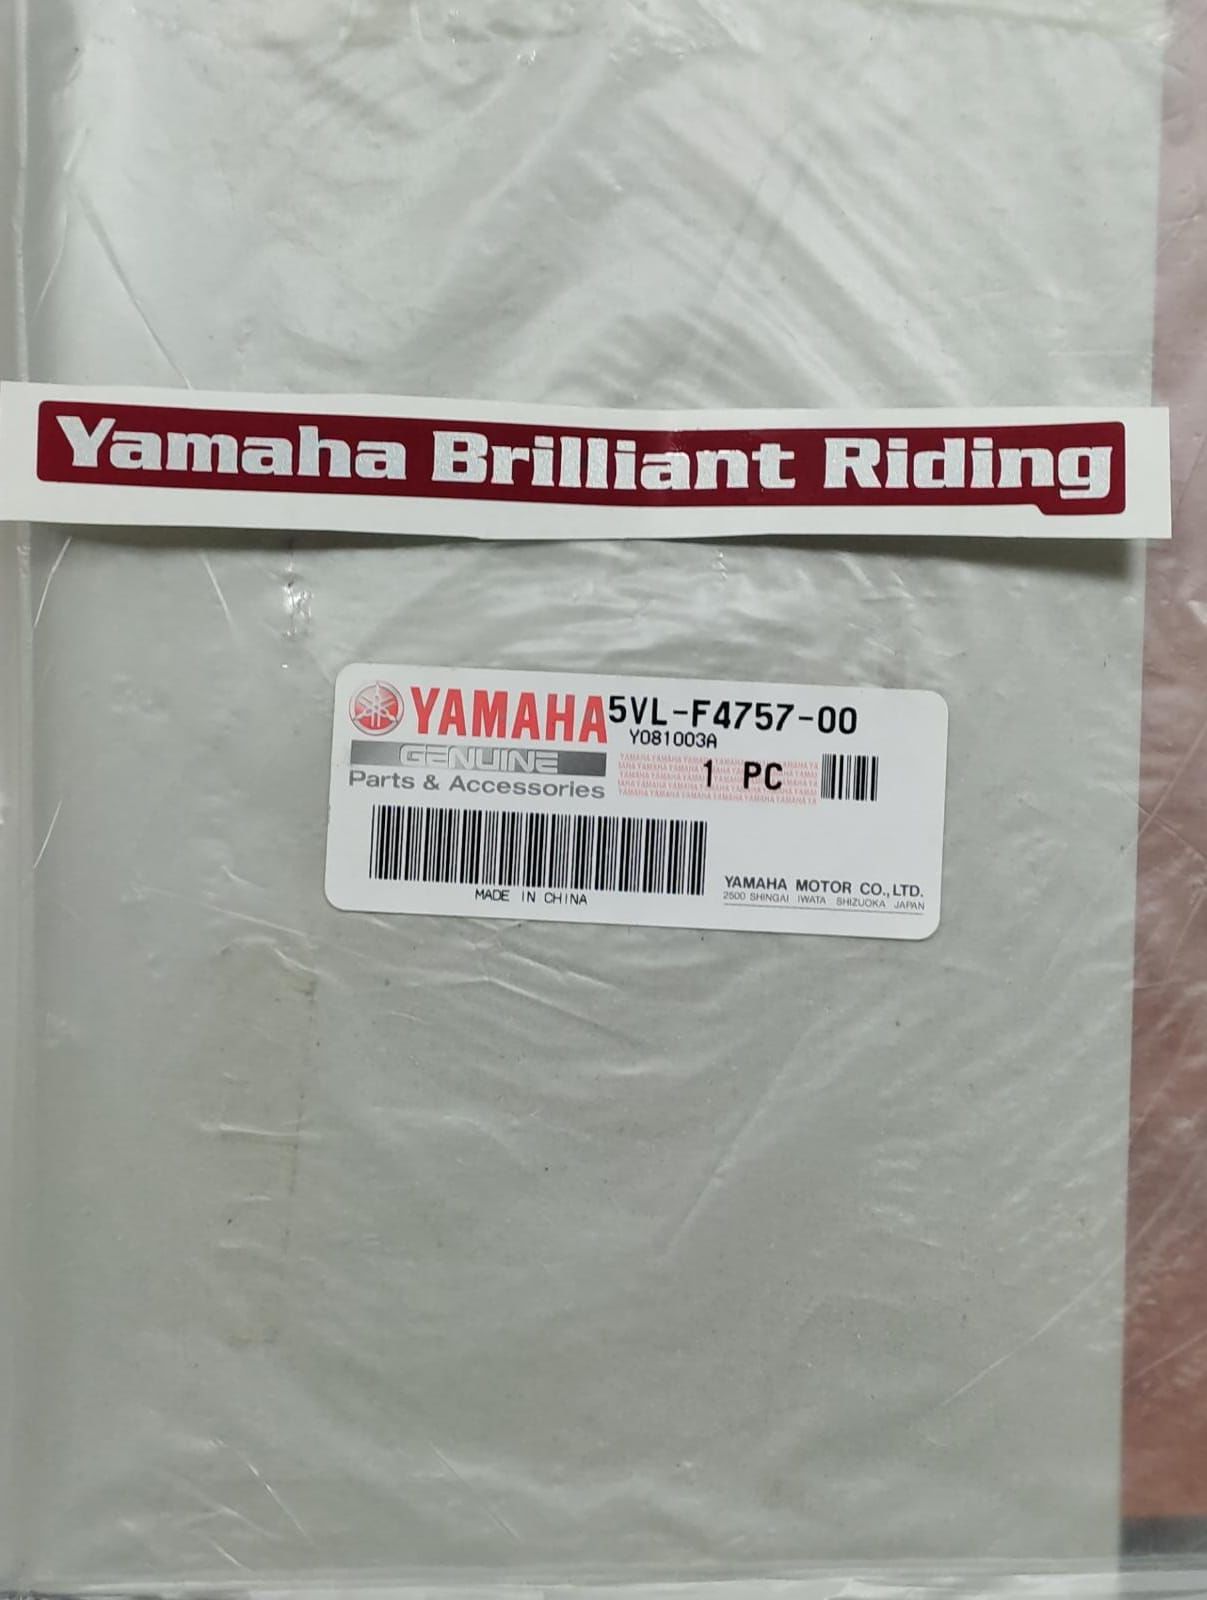 Yamaha Brilliant Riding
YAMAHA 5VL-F4757-00
Y081003A
GENUINE
1 PC
Parts & Accessories
MADE IN CHINA
YAMAHA MOTOR CO., LTD.
2500 SHINGAI IWATA SHIZUOKA JAPAN